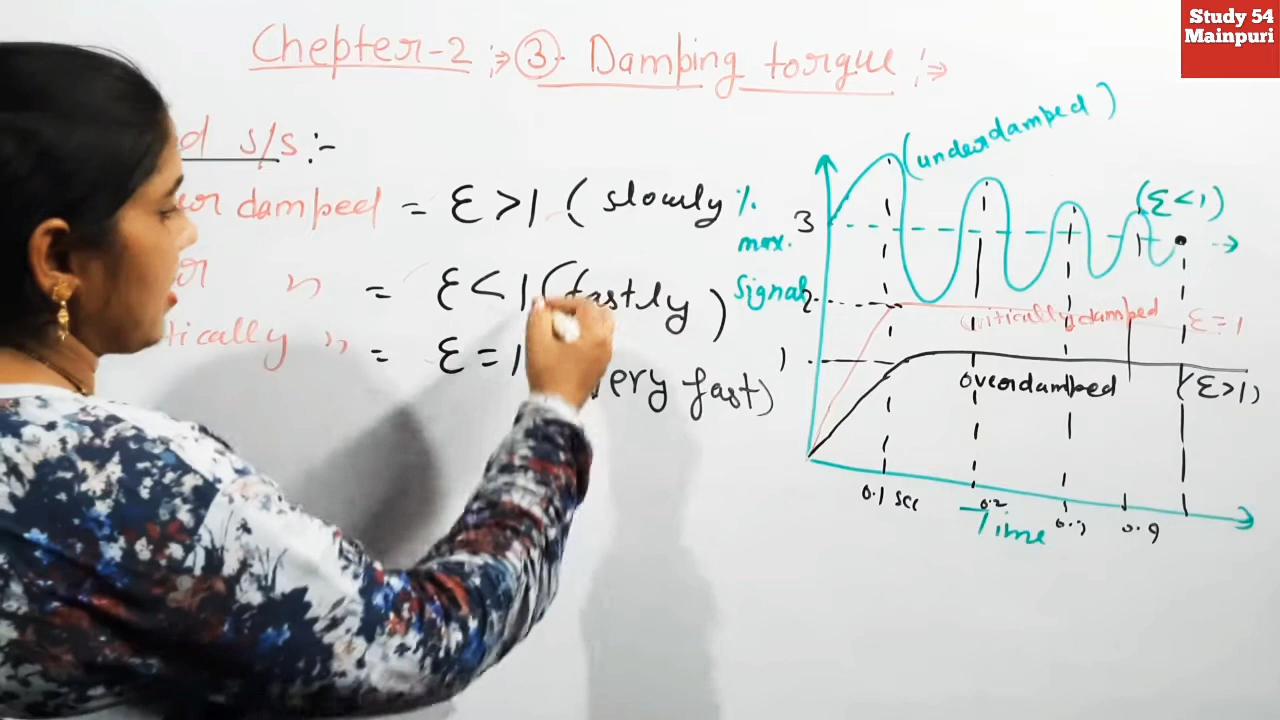 Study 54
Mainpuri
Chepter-2 ;→ ③. Damping torque ;→
d s/s :-
er damped = ε > 1 ( slowly
er " = ε < 1 (fastly )
tically " = ε = 1 ery fast)
% max. Signal
3
2
1
(underdamped)
(ε < 1)
critically damped ε = 1
overdamped (ε > 1)
0.1 sec 0.2 0.9
Time